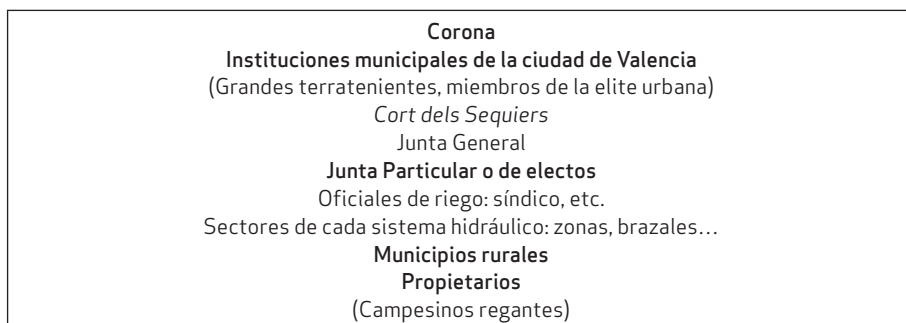 Corona
Instituciones municipales de la ciudad de Valencia
(Grandes terratenientes, miembros de la elite urbana)
Cort dels Sequiers
Junta General
Junta Particular o de electos
Oficiales de riego: síndico, etc.
Sectores de cada sistema hidráulico: zonas, brazales…
Municipios rurales
Propietarios
(Campesinos regantes)